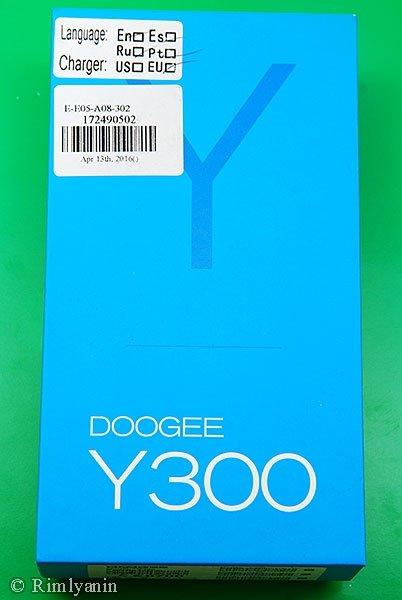 Language: En□ Es□
Ru□ Pt□
Charger: US□ EU□
E-E05-A08-302
172490502
Apr 13th, 2016()
Y
DOOGEE
Y300
© Rimlyanin